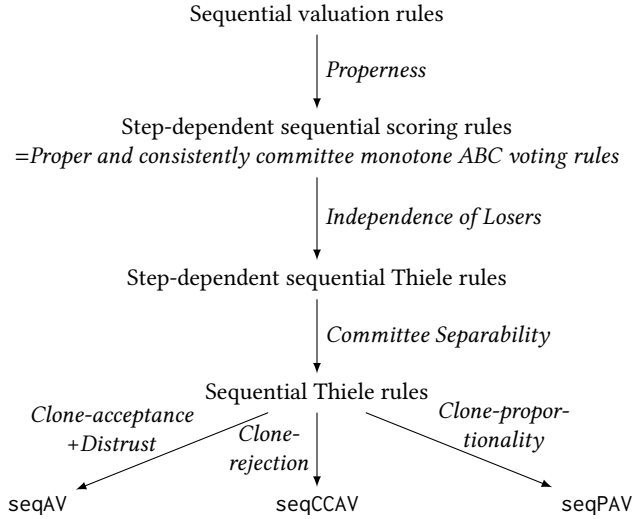 Sequential valuation rules
Properness
Step-dependent sequential scoring rules
=Proper and consistently committee monotone ABC voting rules
Independence of Losers
Step-dependent sequential Thiele rules
Committee Separability
Sequential Thiele rules
Clone-acceptance
+Distrust
Clone-
rejection
Clone-propor-
tionality
seqAV
seqCCAV
seqPAV